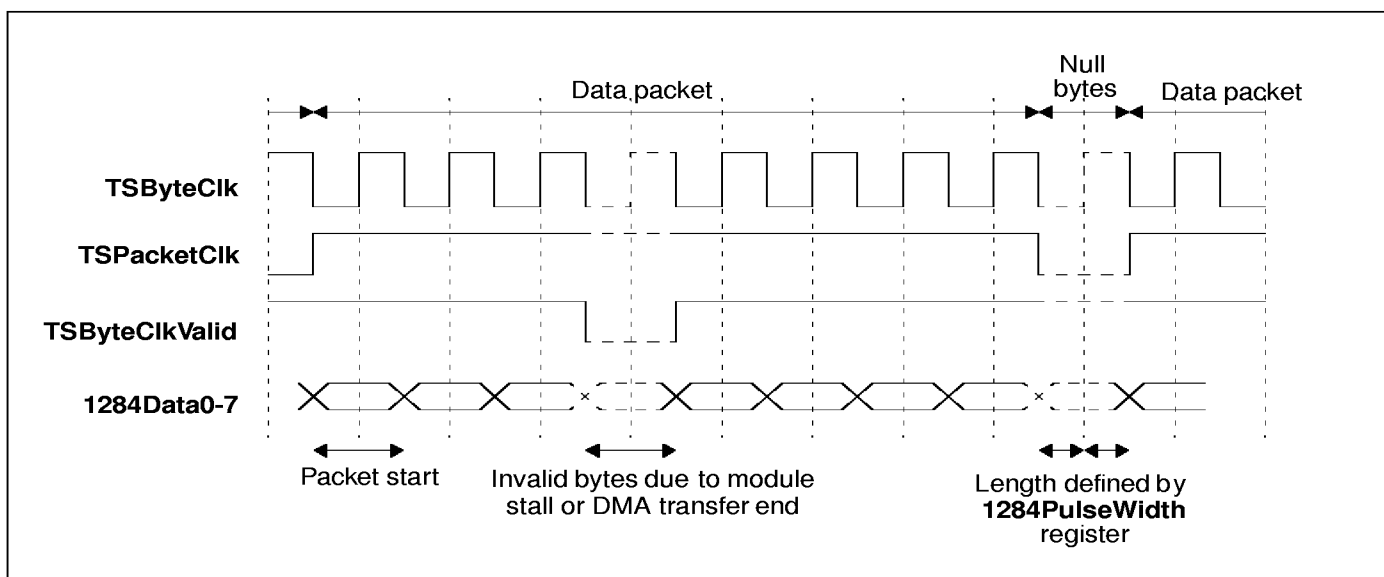 Null
bytes
Data packet
Data packet
TSByteClk
TSPacketClk
TSByteClkValid
1284Data0-7
Packet start
Invalid bytes due to module
stall or DMA transfer end
Length defined by
1284PulseWidth
register